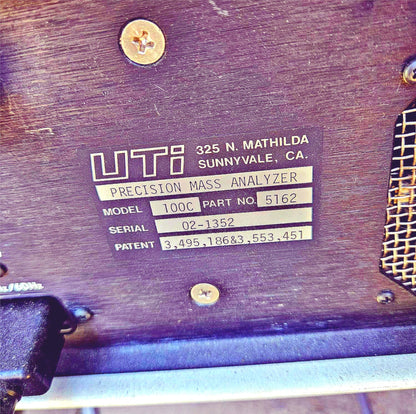 UTi 325 N. MATHILDA
SUNNYVALE, CA.
PRECISION MASS ANALYZER
MODEL 100C PART NO. 5162
SERIAL 02-1352
PATENT 3,495,186&3,553,451